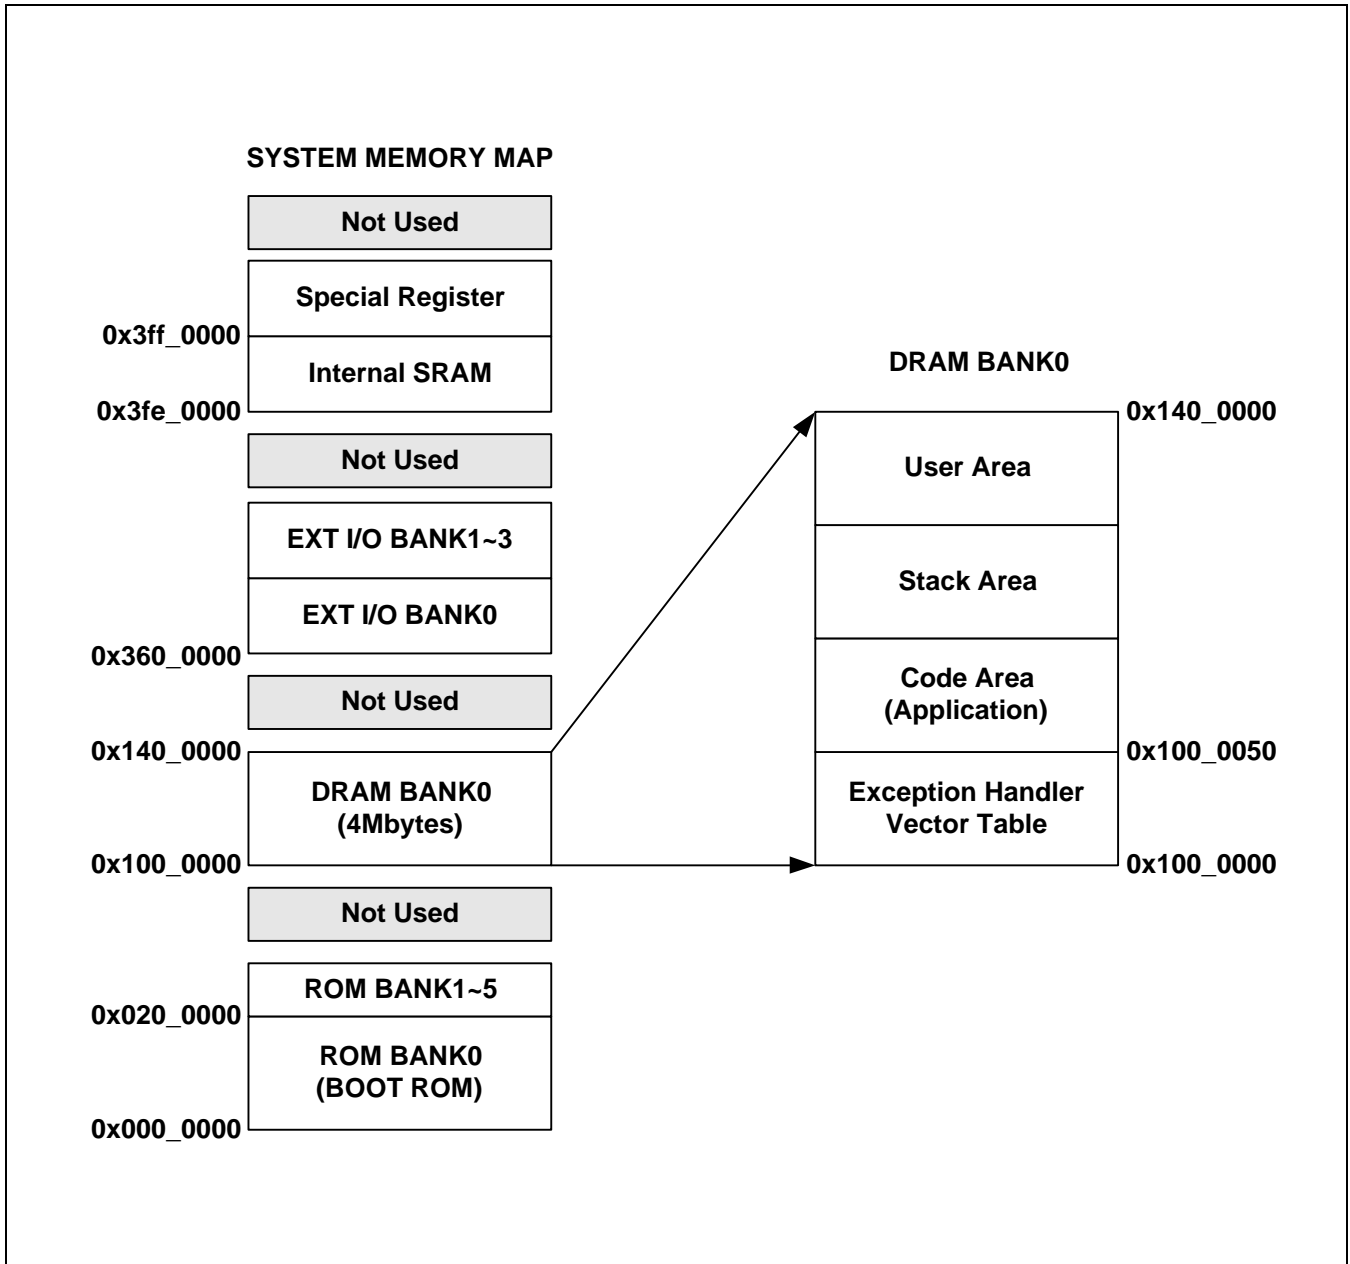 SYSTEM MEMORY MAP
Not Used
Special Register
0x3ff_0000
Internal SRAM
0x3fe_0000
Not Used
EXT I/O BANK1~3
EXT I/O BANK0
0x360_0000
Not Used
0x140_0000
DRAM BANK0
(4Mbytes)
0x100_0000
Not Used
ROM BANK1~5
0x020_0000
ROM BANK0
(BOOT ROM)
0x000_0000
DRAM BANK0
0x140_0000
User Area
Stack Area
Code Area
(Application)
0x100_0050
Exception Handler
Vector Table
0x100_0000